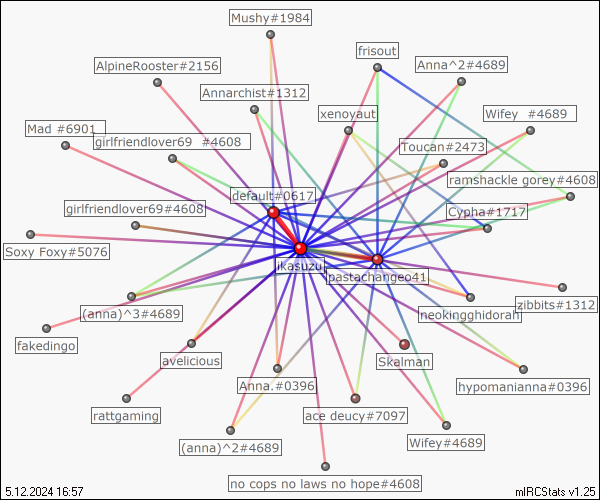 Mushy#1984
frisout
AlpineRooster#2156
Anna^2#4689
Annarchist#1312
xenoyaut
Wifey  #4689
Mad #6901
girlfriendlover69  #4608
Toucan#2473
ramshackle gorey#4608
default#0617
girlfriendlover69#4608
Cypha#1717
Soxy Foxy#5076
ikasuzu
pastachangeo41
zibbits#1312
(anna)^3#4689
neokingghidorah
fakedingo
avelicious
Skalman
Anna.#0396
hypomanianna#0396
rattgaming
ace deucy#7097
(anna)^2#4689
Wifey#4689
no cops no laws no hope#4608
5.12.2024 16:57
mIRCStats v1.25